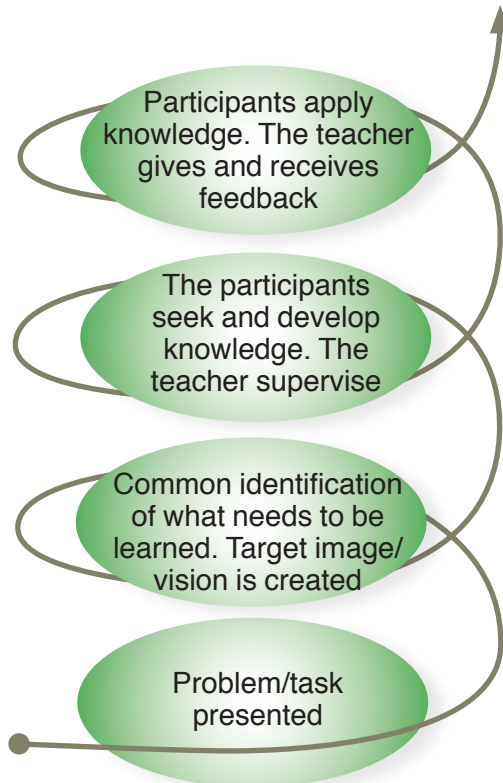 Participants apply
knowledge. The teacher
gives and receives
feedback
The participants
seek and develop
knowledge. The
teacher supervise
Common identification
of what needs to be
learned. Target image/
vision is created
Problem/task
presented